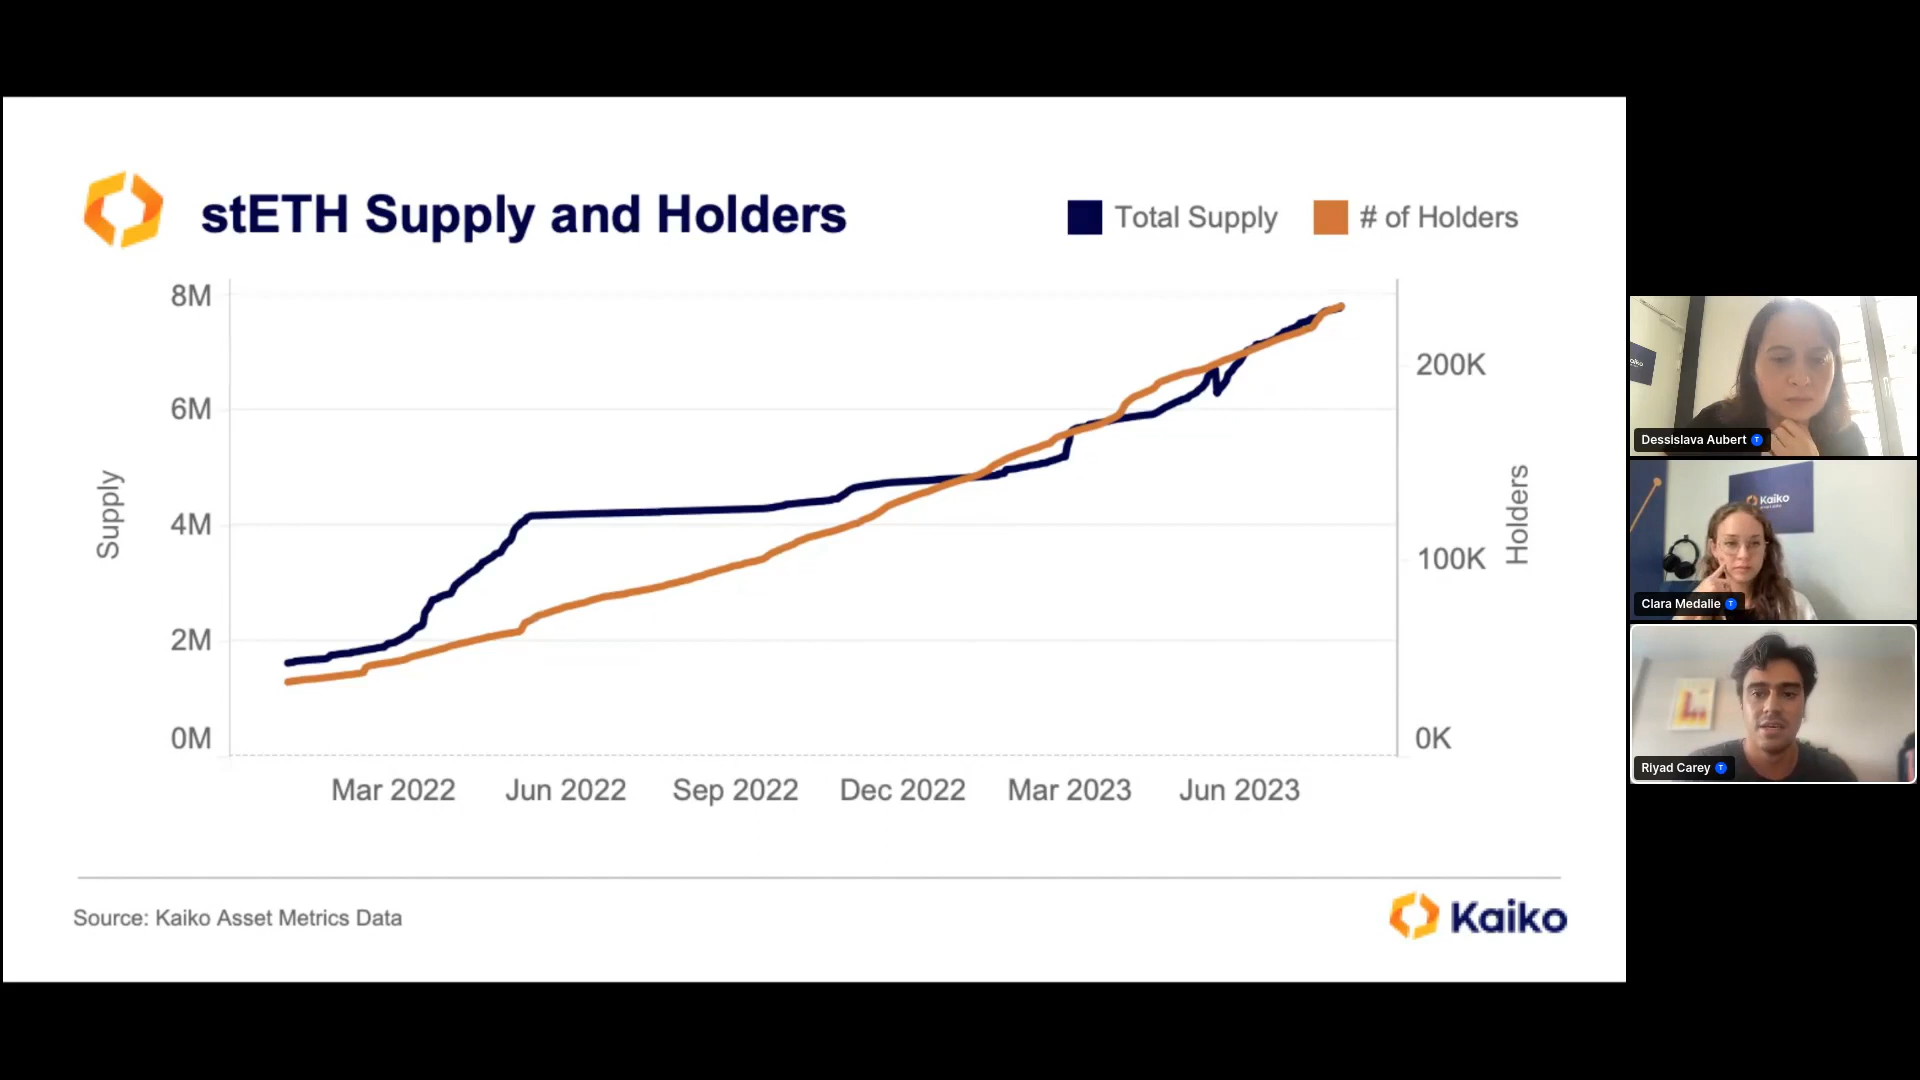 stETH Supply and Holders
Total Supply
# of Holders
8M
6M
4M
2M
0M
Supply
200K
100K
0K
Holders
Mar 2022
Jun 2022
Sep 2022
Dec 2022
Mar 2023
Jun 2023
Source: Kaiko Asset Metrics Data
Kaiko
Dessislava Aubert
T
Kaiko
Clara Medalie
T
Riyad Carey
T